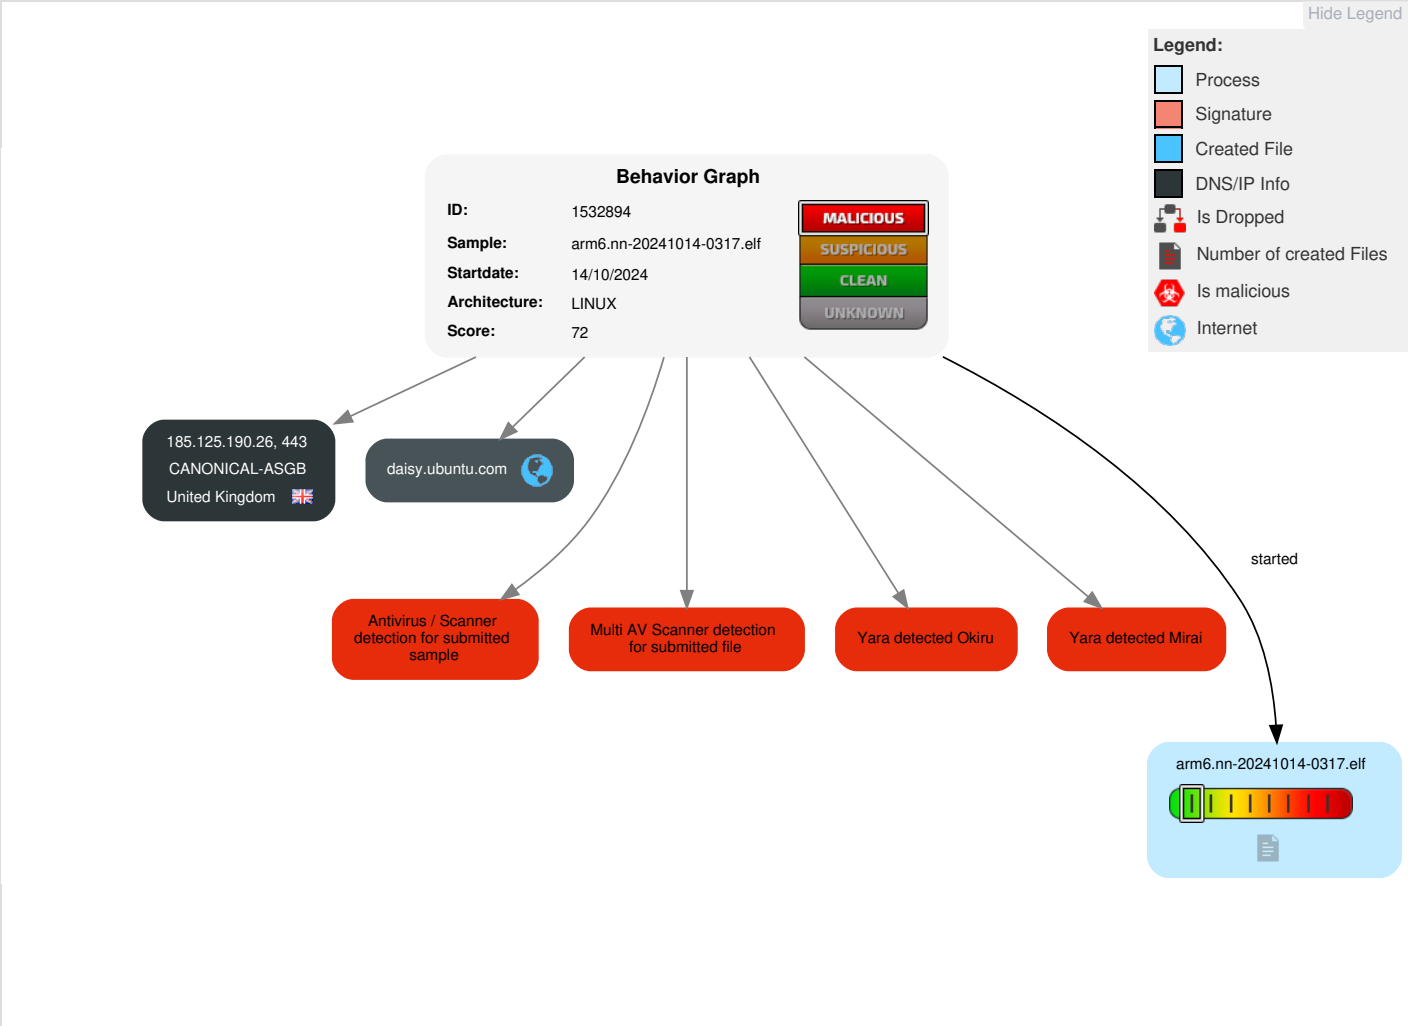 Hide Legend
Legend:
Process
Signature
Created File
DNS/IP Info
Is Dropped
Number of created Files
Is malicious
Internet
Behavior Graph
ID: 1532894
Sample: arm6.nn-20241014-0317.elf
Startdate: 14/10/2024
Architecture: LINUX
Score: 72
MALICIOUS
SUSPICIOUS
CLEAN
UNKNOWN
185.125.190.26, 443
CANONICAL-ASGB
United Kingdom
daisy.ubuntu.com
started
Antivirus / Scanner
detection for submitted
sample
Multi AV Scanner detection
for submitted file
Yara detected Okiru
Yara detected Mirai
arm6.nn-20241014-0317.elf